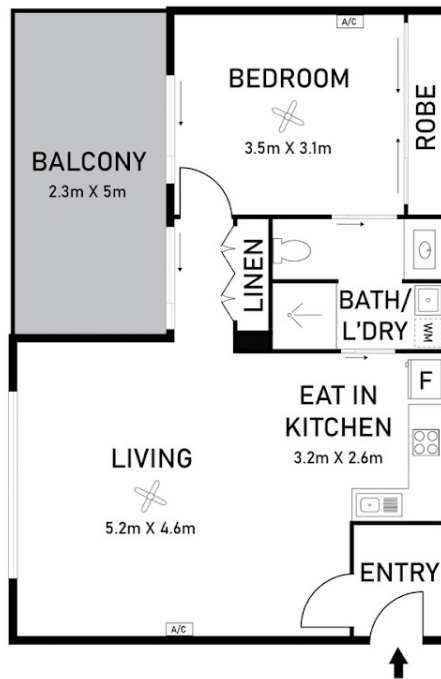 A/C
BEDROOM
3.5m X 3.1m
ROBE
BALCONY
2.3m X 5m
LINEN
BATH/
L'DRY
WM
F
EAT IN
KITCHEN
3.2m X 2.6m
LIVING
5.2m X 4.6m
ENTRY
A/C